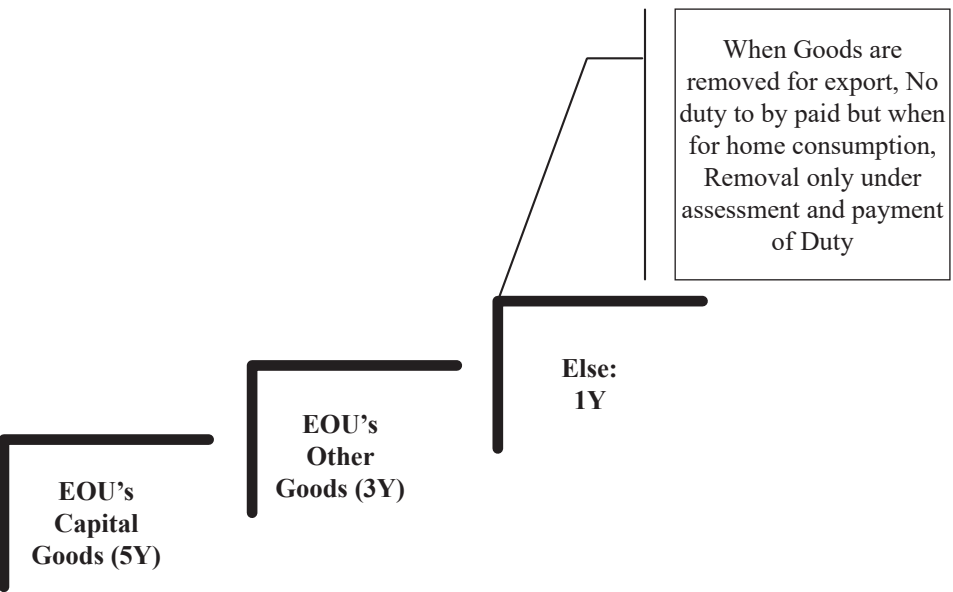 When Goods are
removed for export, No
duty to by paid but when
for home consumption,
Removal only under
assessment and payment
of Duty
Else:
1Y
EOU’s
Other
Goods (3Y)
EOU’s
Capital
Goods (5Y)